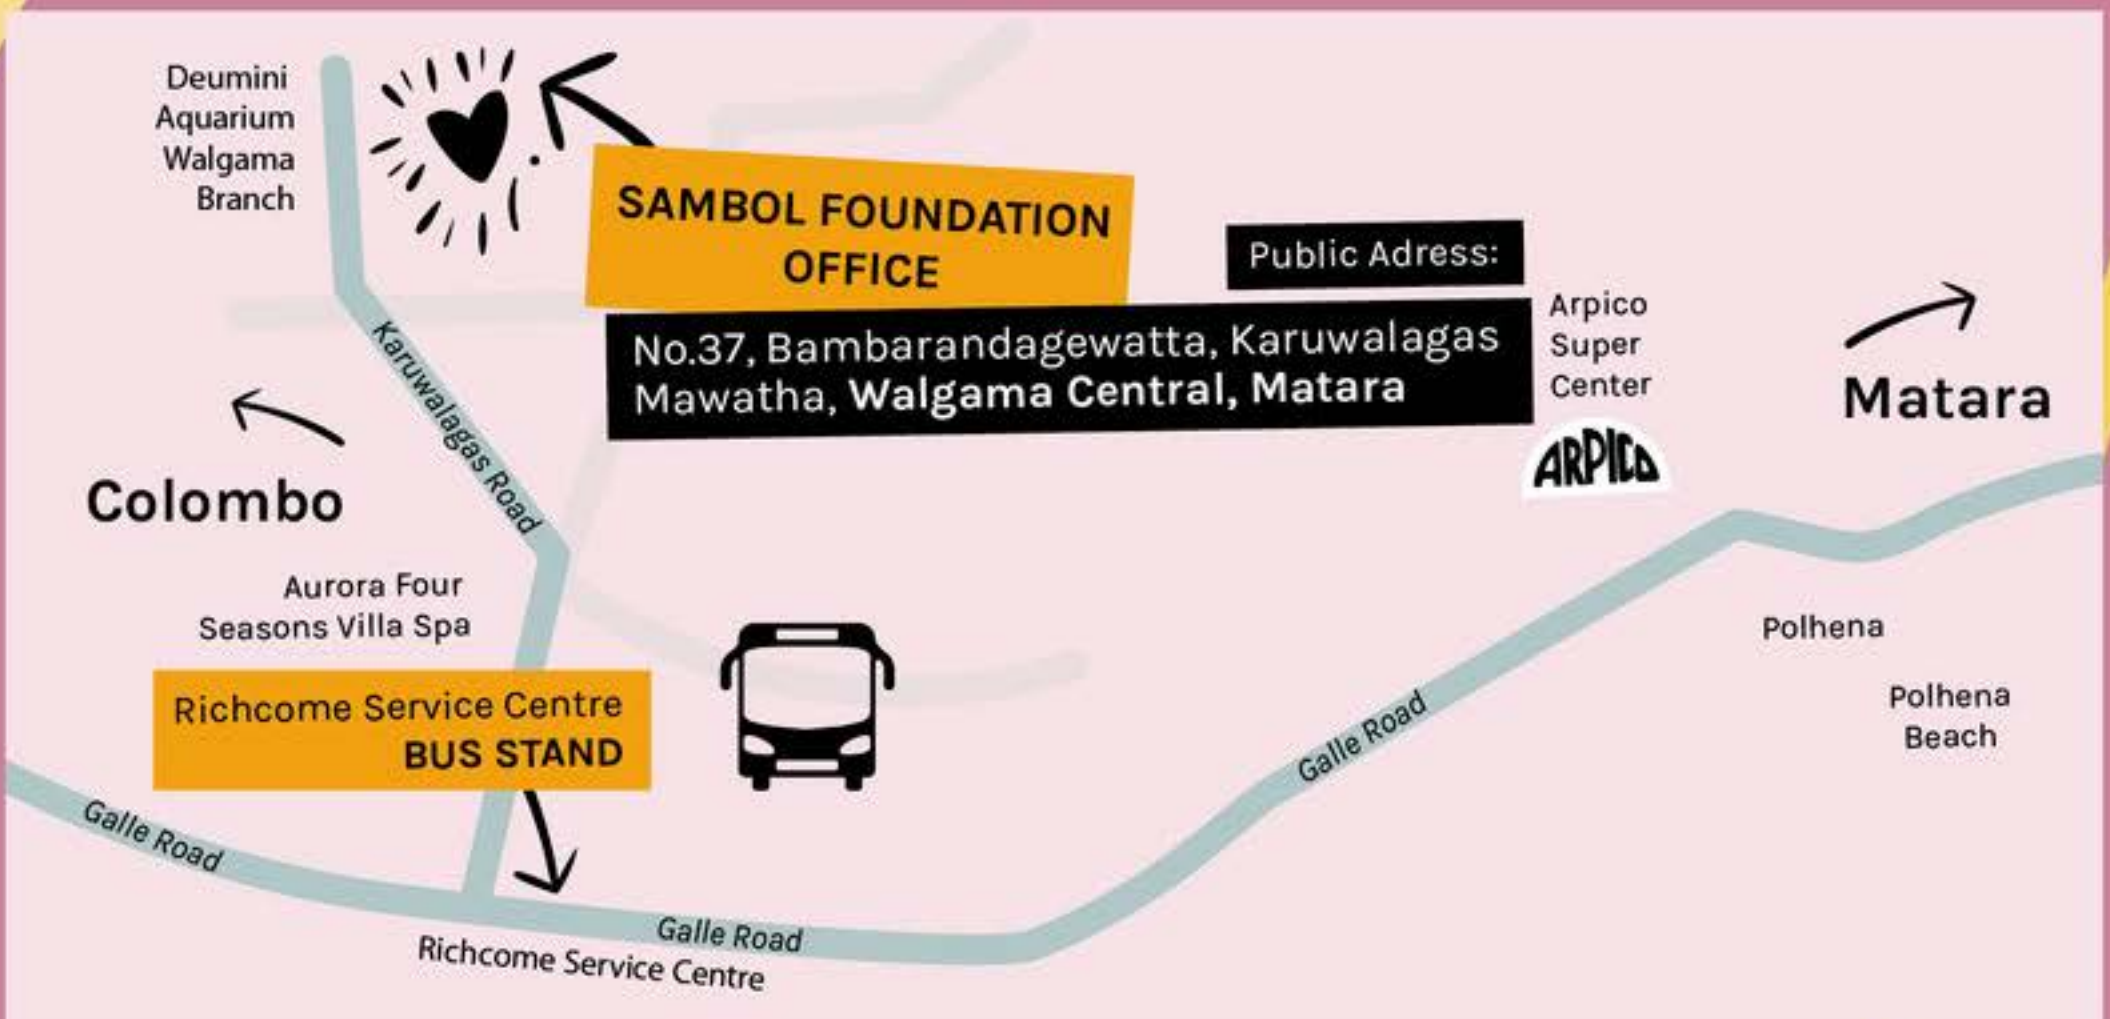 Deumini
Aquarium
Walgama
Branch
SAMBOL FOUNDATION
OFFICE
Public Adress:
No.37, Bambarandagewatta, Karuwalagas
Mawatha, Walgama Central, Matara
Arpico
Super
Center
ARPICO
Matara
Karuwalagas Road
Colombo
Aurora Four
Seasons Villa Spa
Richcome Service Centre
BUS STAND
Polhena
Polhena
Beach
Galle Road
Galle Road
Galle Road
Richcome Service Centre